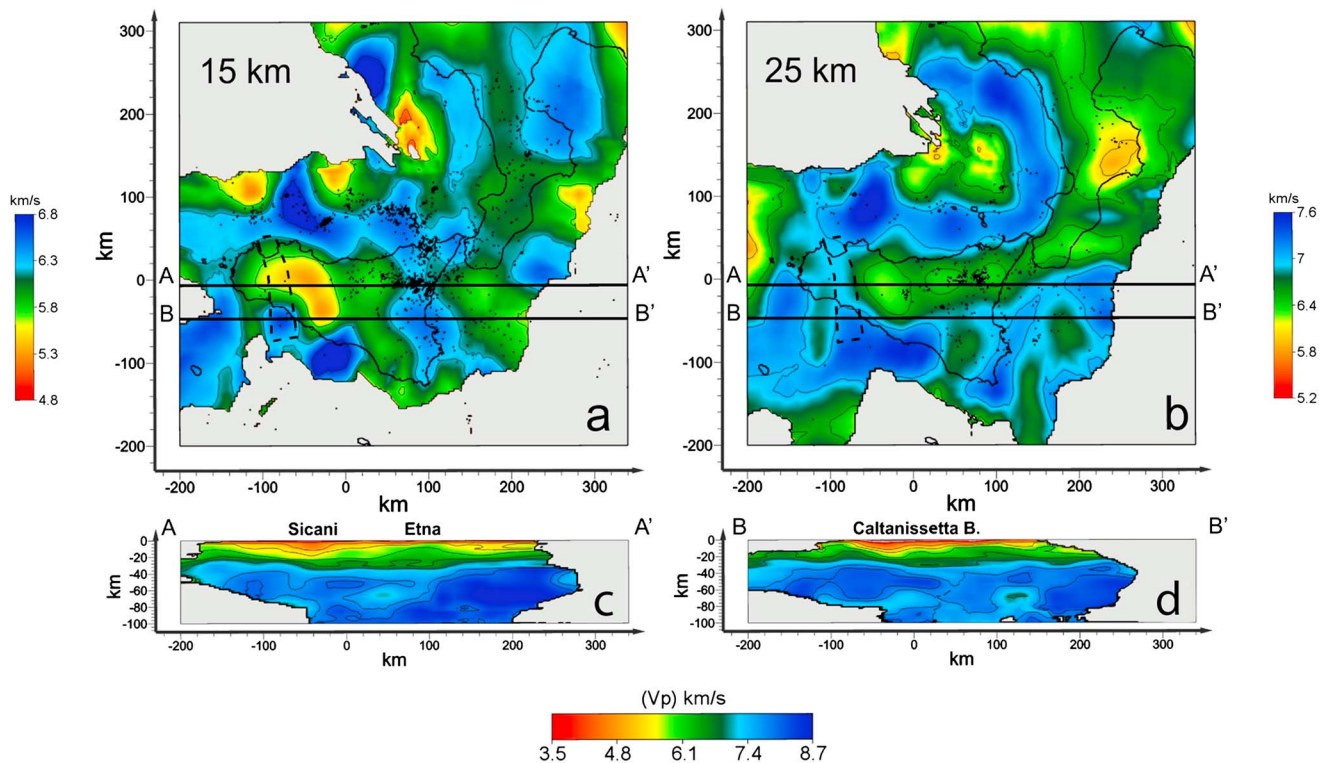 300
200
100
0
-100
-200
km
15 km
A
A'
B
B'
a
-200 -100 0 100 200 300
km
km/s
6.8
6.3
5.8
5.3
4.8
300
200
100
0
-100
-200
km
25 km
A
A'
B
B'
b
-200 -100 0 100 200 300
km
km/s
7.6
7
6.4
5.8
5.2
A Sicani Etna A'
0
-20
-40
-60
-80
-100
km
c
-200 -100 0 100 200 300
km
B Caltanissetta B. B'
0
-20
-40
-60
-80
-100
km
d
-200 -100 0 100 200 300
km
(Vp) km/s
3.5 4.8 6.1 7.4 8.7